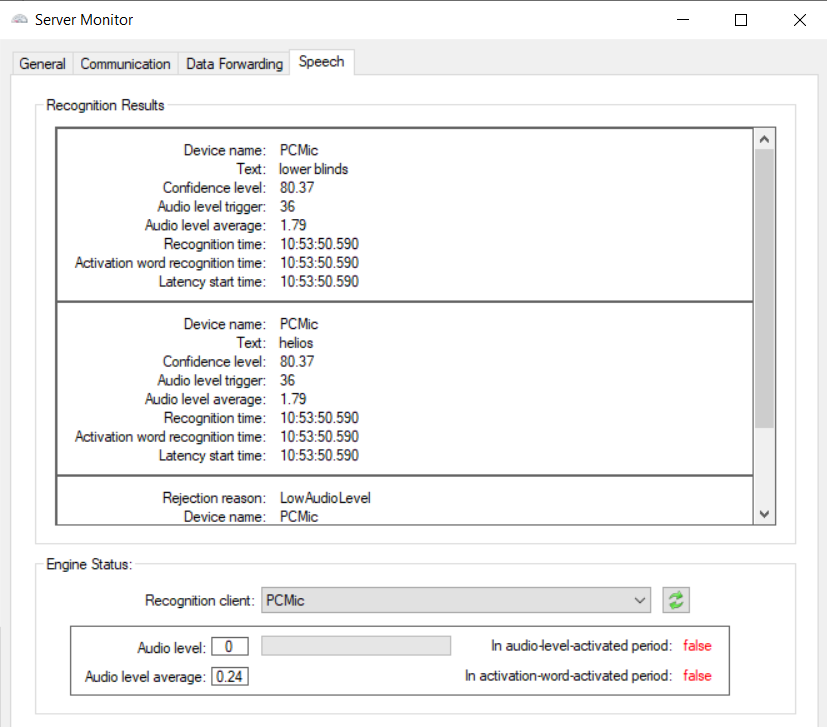 Server Monitor
General Communication Data Forwarding Speech
Recognition Results
Device name: PCMic
Text: lower blinds
Confidence level: 80.37
Audio level trigger: 36
Audio level average: 1.79
Recognition time: 10:53:50.590
Activation word recognition time: 10:53:50.590
Latency start time: 10:53:50.590
Device name: PCMic
Text: helios
Confidence level: 80.37
Audio level trigger: 36
Audio level average: 1.79
Recognition time: 10:53:50.590
Activation word recognition time: 10:53:50.590
Latency start time: 10:53:50.590
Rejection reason: LowAudioLevel
Device name: PCMic
Engine Status:
Recognition client: PCMic
Audio level: 0 In audio-level-activated period: false
Audio level average: 0.24 In activation-word-activated period: false